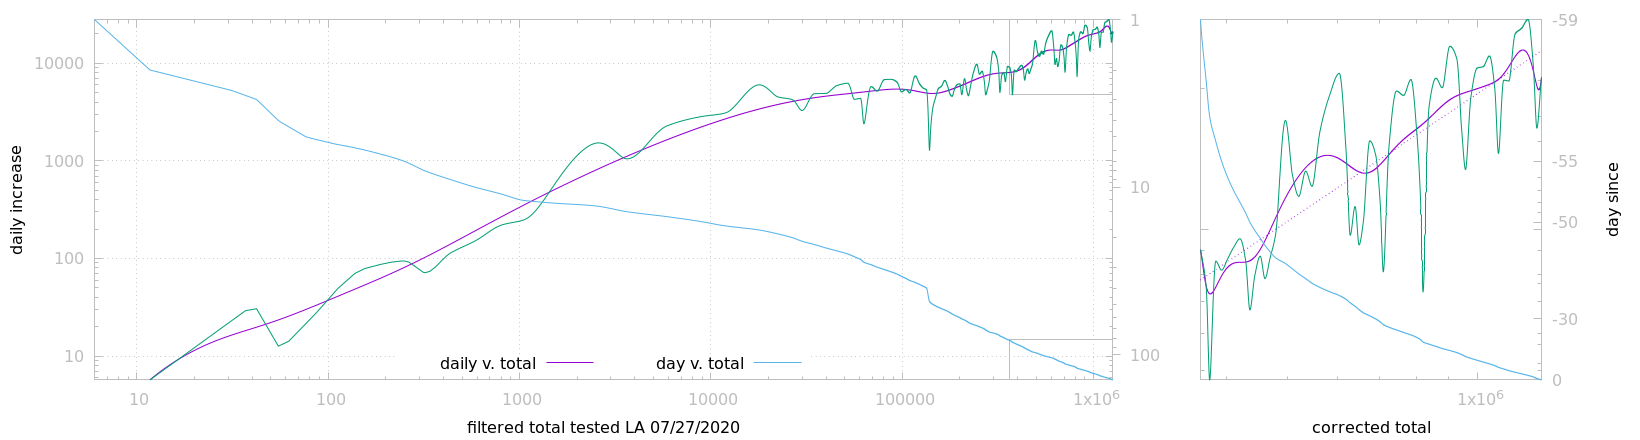 10000
1000
100
10
daily increase
10
100
1000
10000
100000
1x10^6
filtered total tested LA 07/27/2020
daily v. total
day v. total
1
10
100
-59
-55
-50
-30
0
day since
1x10^6
corrected total